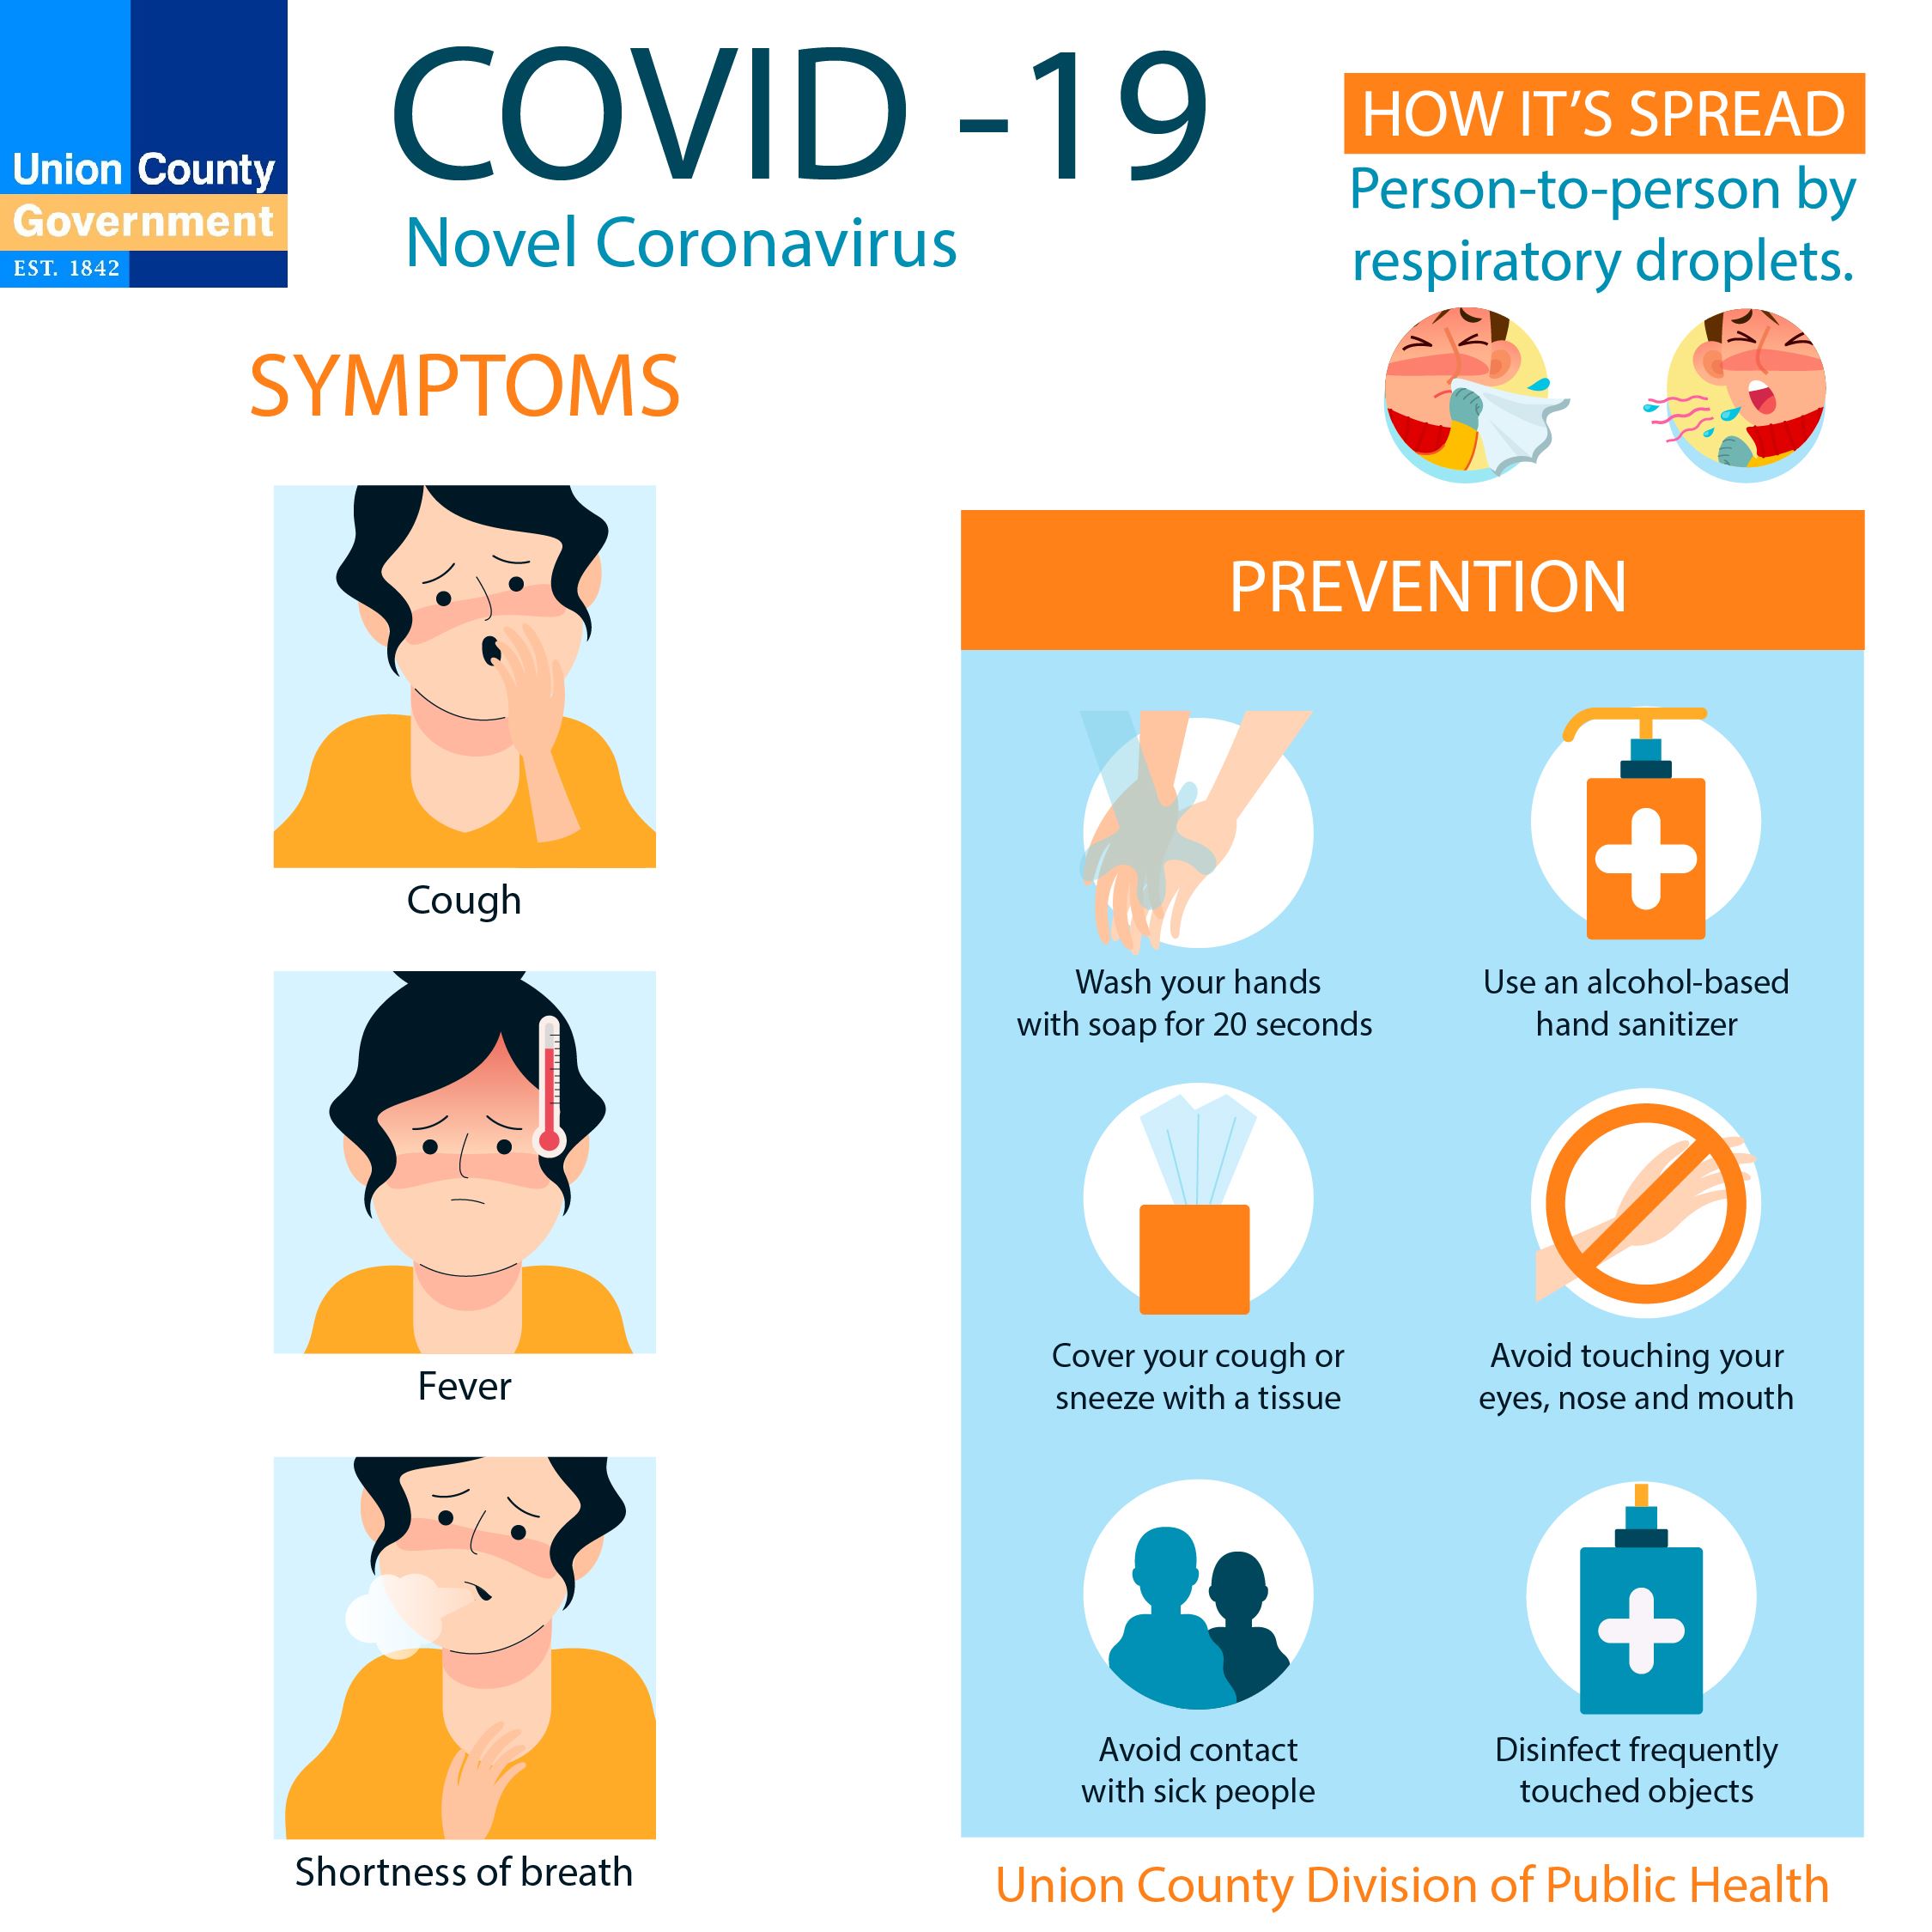 Union County
Government
EST. 1842
COVID -19
Novel Coronavirus
HOW IT'S SPREAD
Person-to-person by
respiratory droplets.
SYMPTOMS
Cough
Fever
Shortness of breath
PREVENTION
Wash your hands
with soap for 20 seconds
Use an alcohol-based
hand sanitizer
Cover your cough or
sneeze with a tissue
Avoid touching your
eyes, nose and mouth
Avoid contact
with sick people
Disinfect frequently
touched objects
Union County Division of Public Health